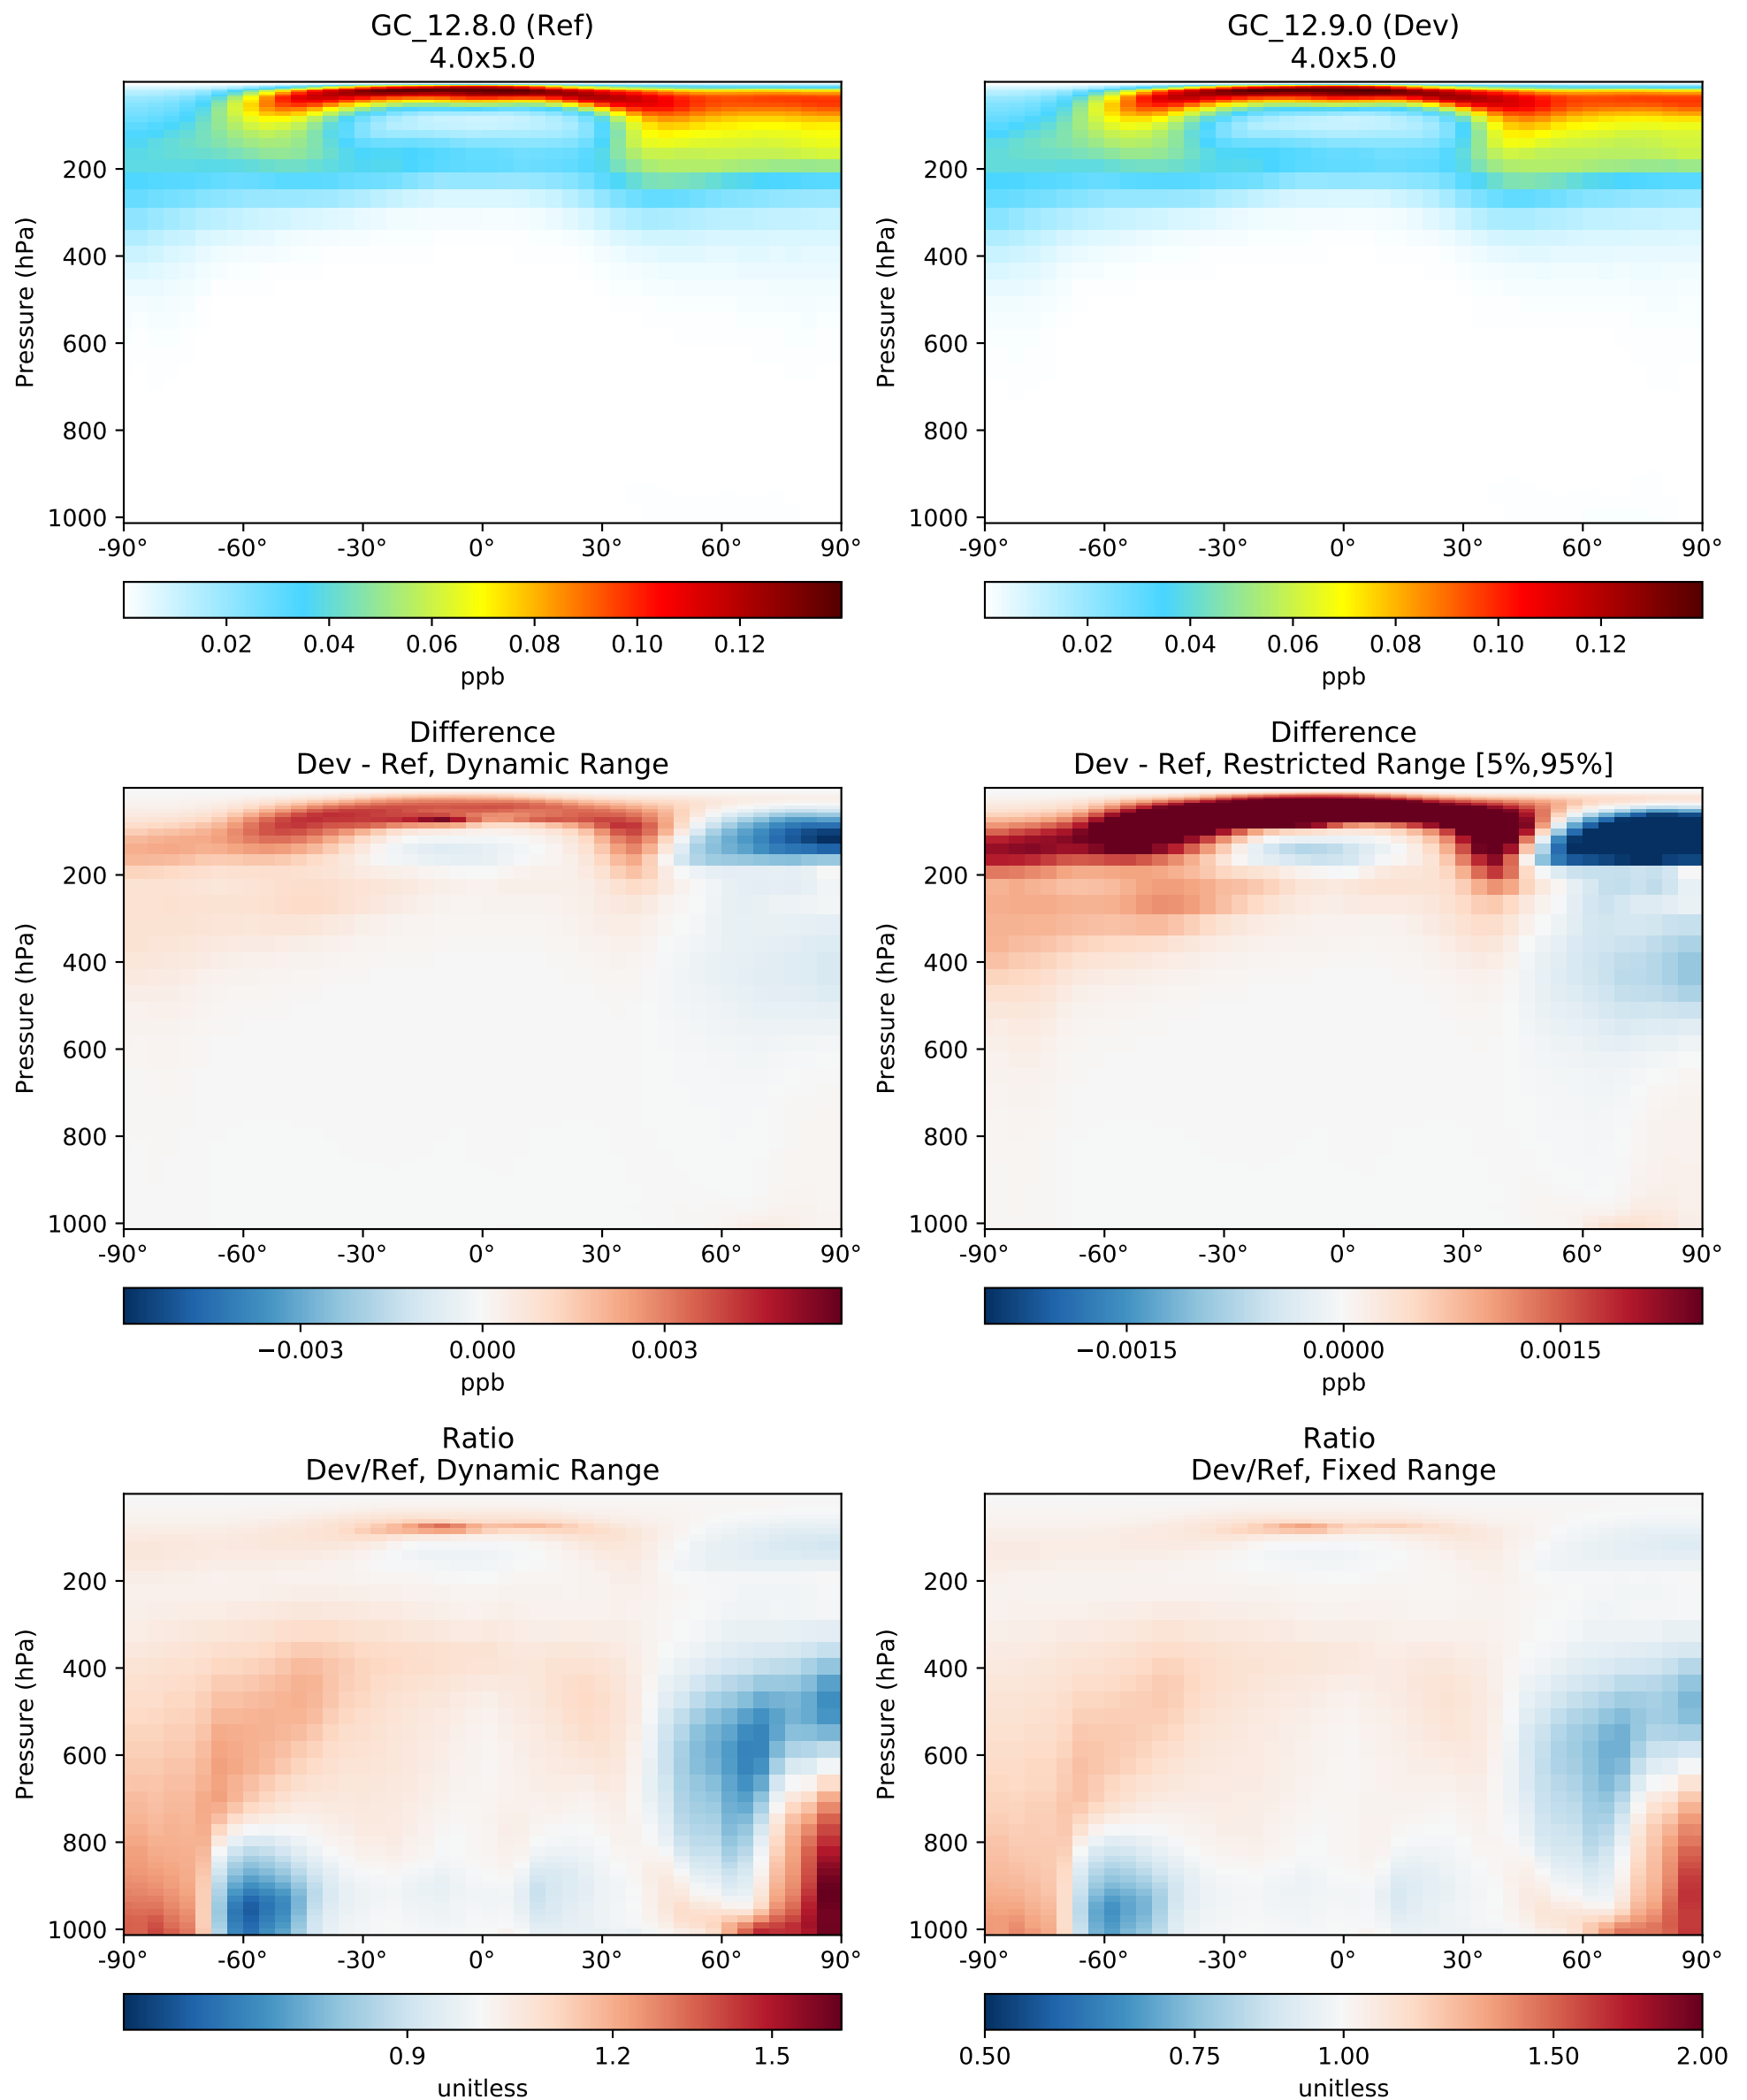 GC_12.8.0 (Ref)
4.0x5.0
GC_12.9.0 (Dev)
4.0x5.0
Pressure (hPa)
200
400
600
800
1000
-90° -60° -30° 0° 30° 60° 90°
Pressure (hPa)
200
400
600
800
1000
-90° -60° -30° 0° 30° 60° 90°
0.02 0.04 0.06 0.08 0.10 0.12
ppb
0.02 0.04 0.06 0.08 0.10 0.12
ppb
Difference
Dev - Ref, Dynamic Range
Difference
Dev - Ref, Restricted Range [5%,95%]
Pressure (hPa)
200
400
600
800
1000
-90° -60° -30° 0° 30° 60° 90°
Pressure (hPa)
200
400
600
800
1000
-90° -60° -30° 0° 30° 60° 90°
−0.003 0.000 0.003
ppb
−0.0015 0.0000 0.0015
ppb
Ratio
Dev/Ref, Dynamic Range
Ratio
Dev/Ref, Fixed Range
Pressure (hPa)
200
400
600
800
1000
-90° -60° -30° 0° 30° 60° 90°
Pressure (hPa)
200
400
600
800
1000
-90° -60° -30° 0° 30° 60° 90°
0.9 1.2 1.5
unitless
0.50 0.75 1.00 1.50 2.00
unitless